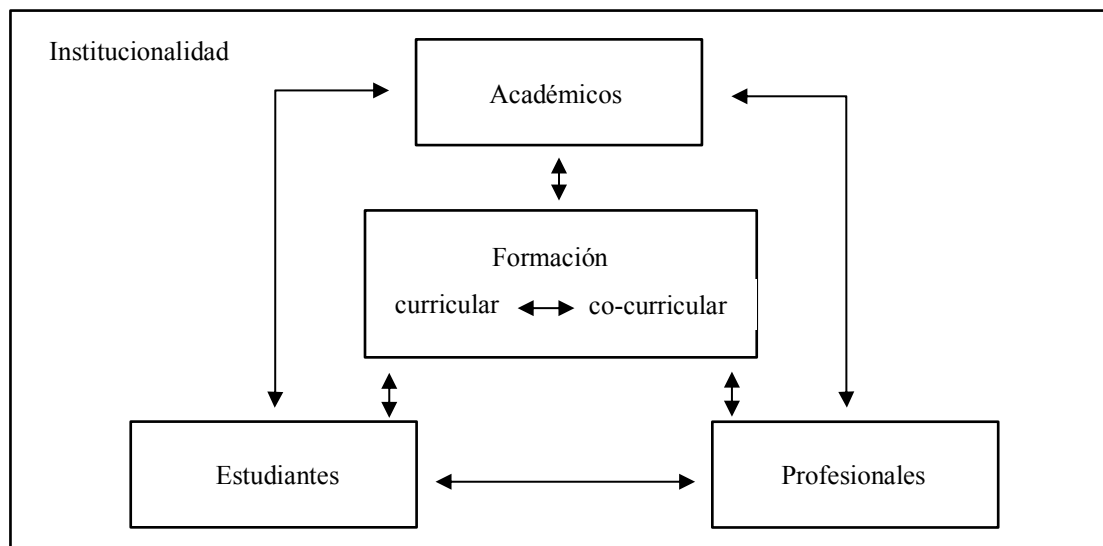 Institucionalidad
Académicos
Formación
curricular co-curricular
Estudiantes
Profesionales